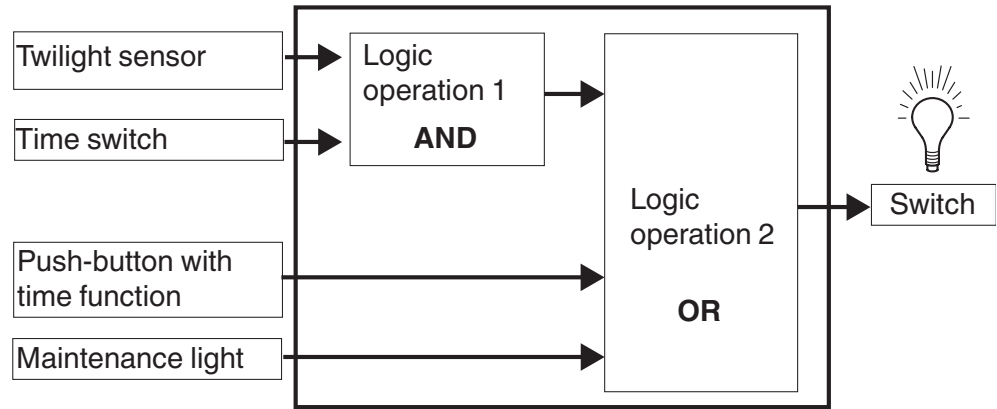 Twilight sensor
Time switch
Push-button with
time function
Maintenance light
Logic
operation 1
AND
Logic
operation 2
OR
Switch